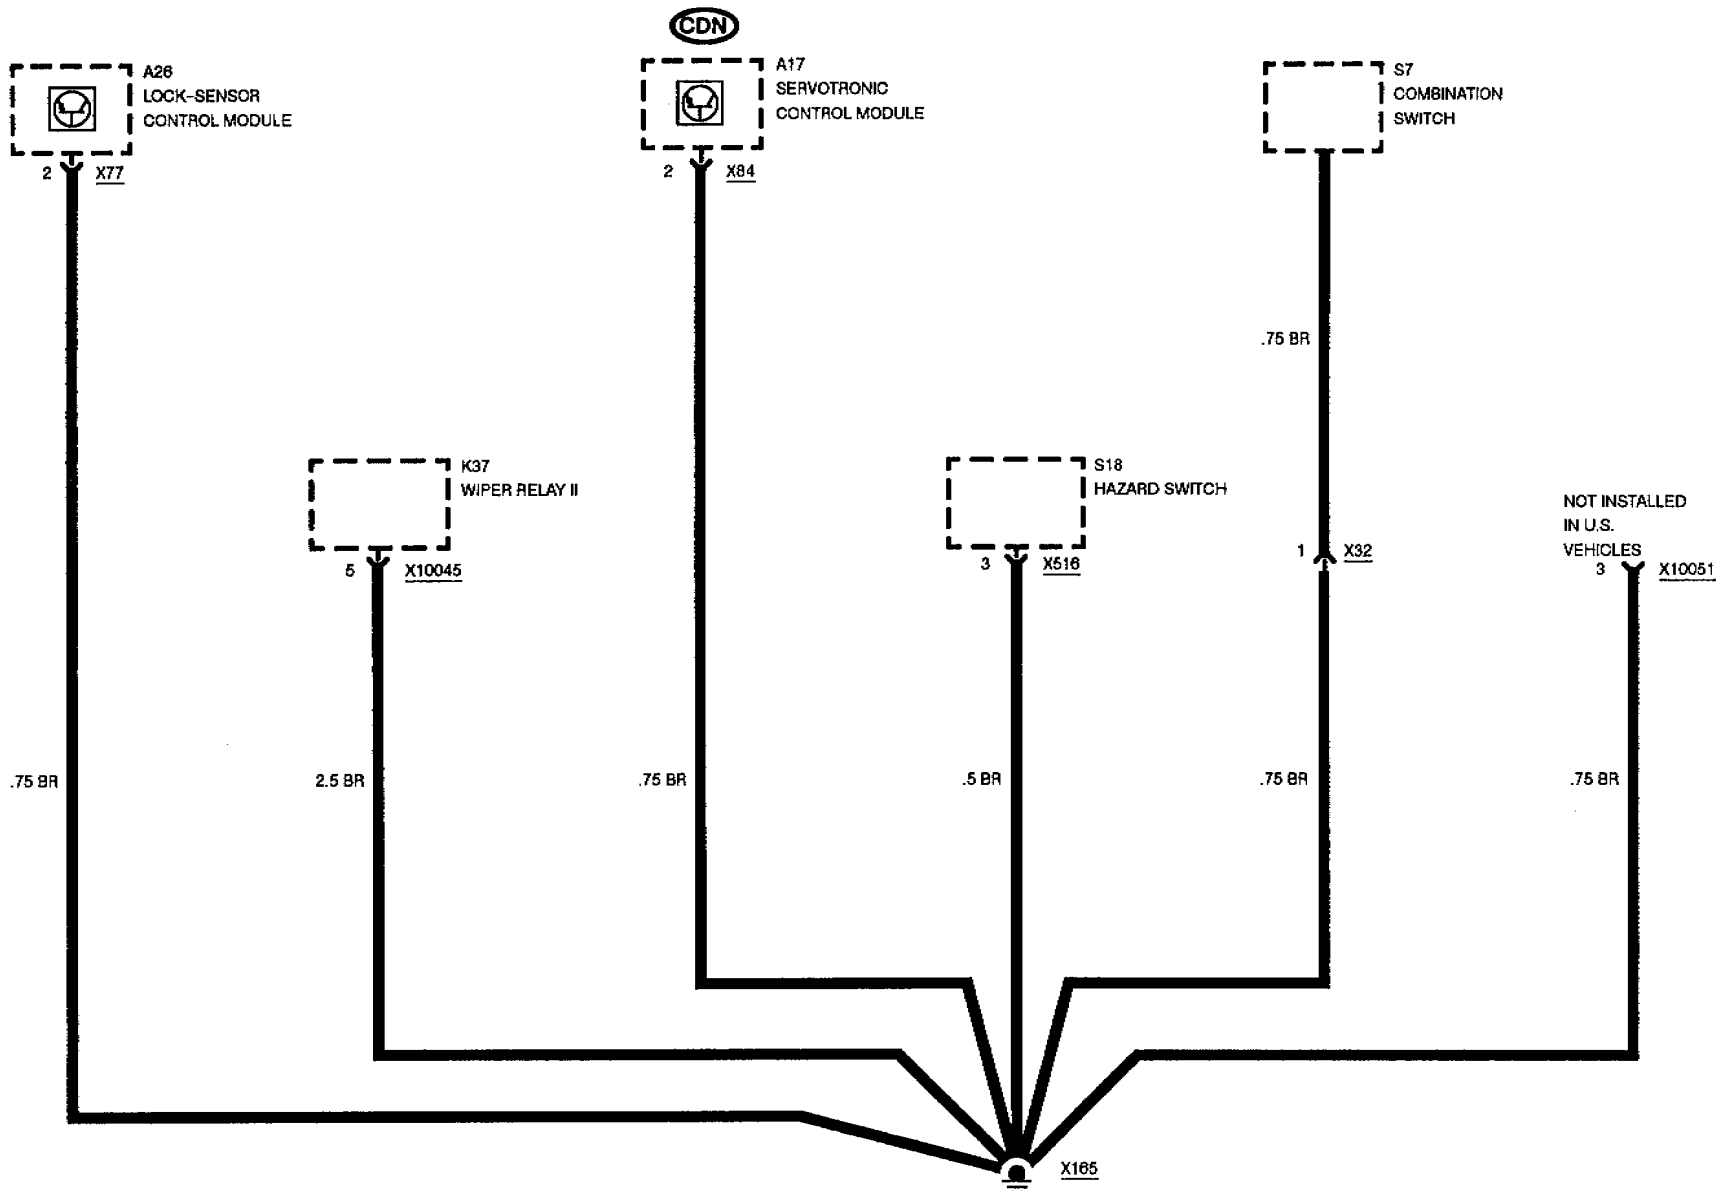 CDN
A26
LOCK-SENSOR
CONTROL MODULE
2 X77
A17
SERVOTRONIC
CONTROL MODULE
2 X84
S7
COMBINATION
SWITCH
.75 BR
K37
WIPER RELAY II
5 X10045
S18
HAZARD SWITCH
3 X516
1 X32
NOT INSTALLED
IN U.S.
VEHICLES
3 X10051
.75 BR
2.5 BR
.75 BR
.5 BR
.75 BR
.75 BR
X165